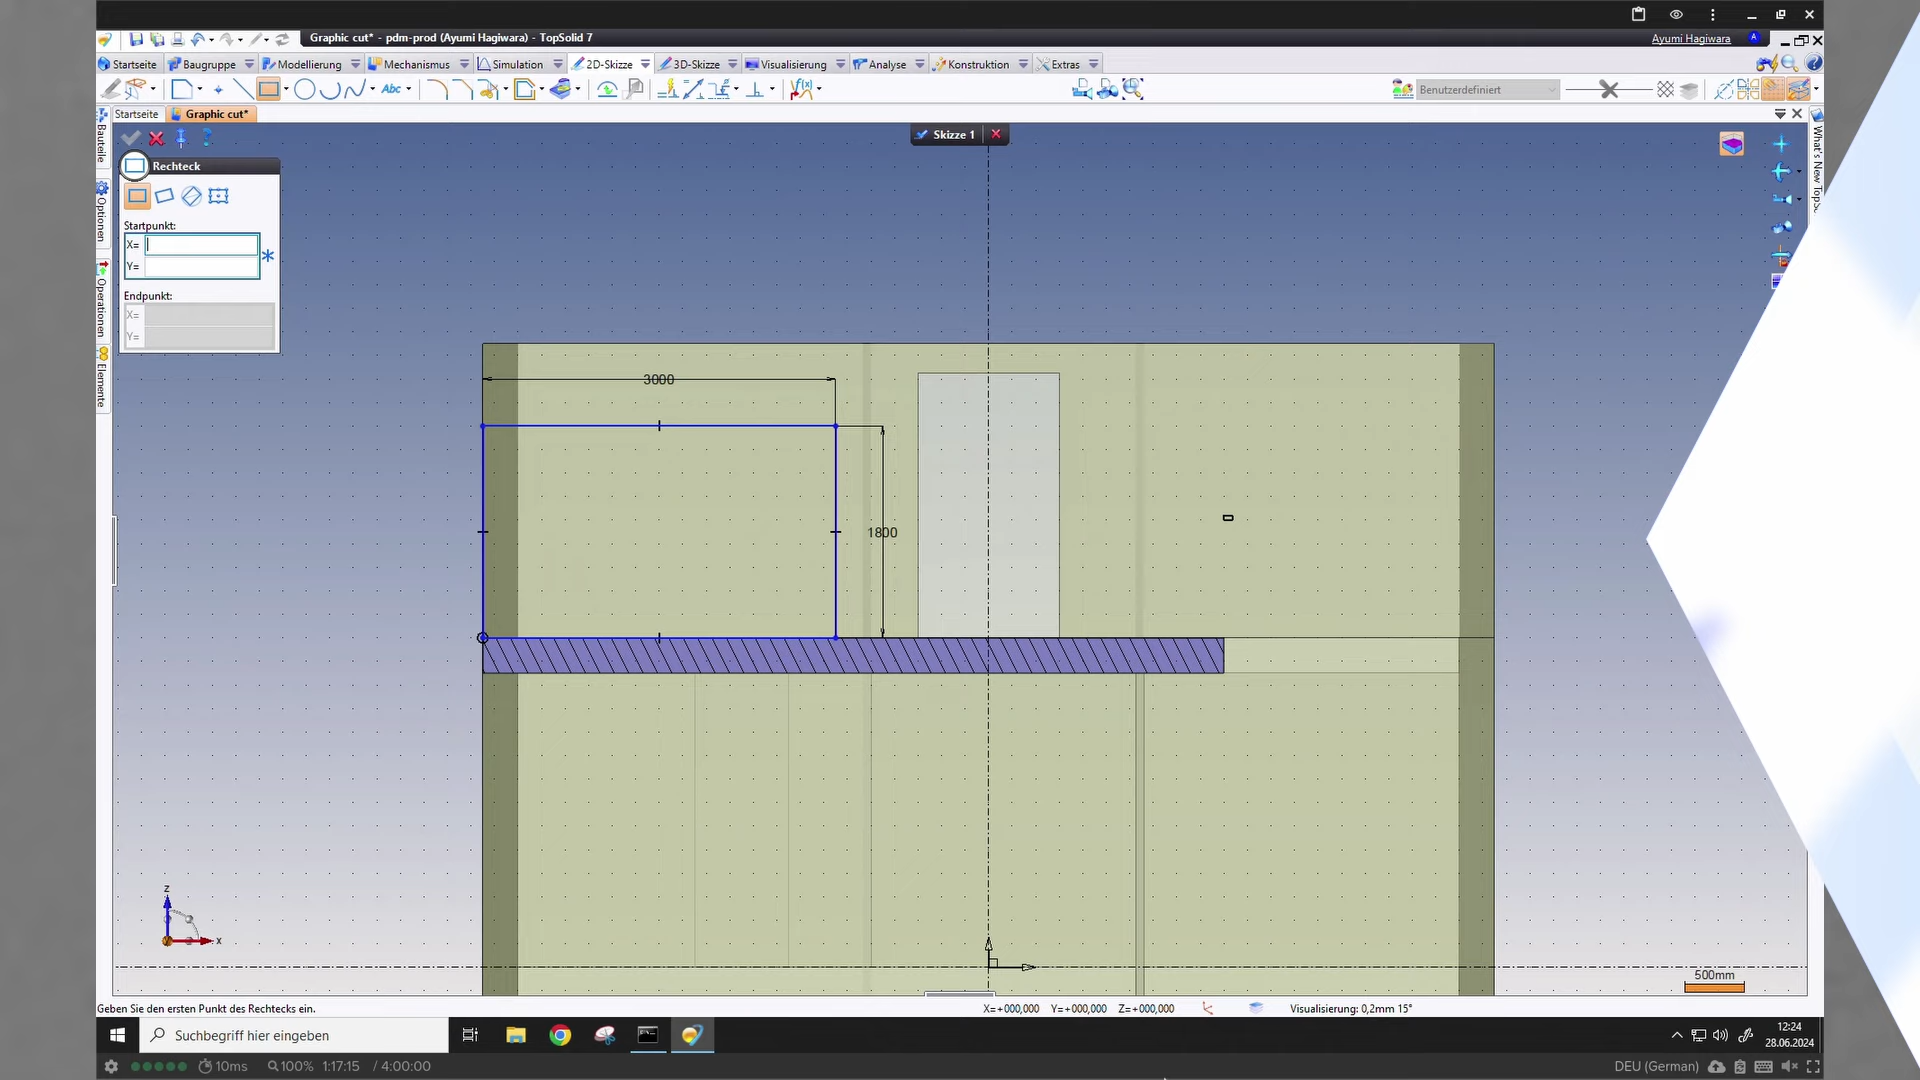 Graphic cut* - pdm-prod (Ayumi Hagiwara) - TopSolid 7
Ayumi Hagiwara
A
Startseite
Baugruppe
Modellierung
Mechanismus
Simulation
2D-Skizze
3D-Skizze
Visualisierung
Analyse
Konstruktion
Extras
Abc
Benutzerdefiniert
Startseite
Graphic cut*
Bauteile
Optionen
Operationen
Elemente
Skizze 1
Rechteck
Startpunkt:
X=
Y=
Endpunkt:
X=
Y=
What's New
3000
1800
z
x
500mm
Geben Sie den ersten Punkt des Rechtecks ein.
X=+000,000
Y=+000,000
Z=+000,000
Visualisierung: 0,2mm 15°
Suchbegriff hier eingeben
12:24
28.06.2024
10ms
100%
1:17:15
/ 4:00:00
DEU (German)